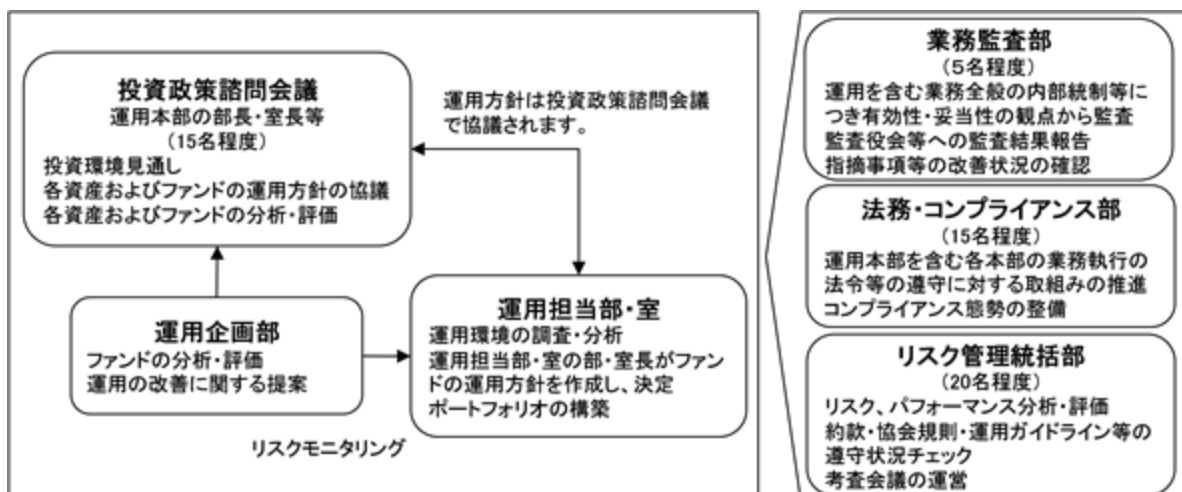 投資政策諮問会議
運用本部の部長・室長等
(15名程度)
投資環境見通し
各資産およびファンドの運用方針の協議
各資産およびファンドの分析・評価
運用方針は投資政策諮問会議
で協議されます。
運用企画部
ファンドの分析・評価
運用の改善に関する提案
運用担当部・室
運用環境の調査・分析
運用担当部・室の部・室長がファン
ドの運用方針を作成し、決定
ポートフォリオの構築
リスクモニタリング
業務監査部
(5名程度)
運用を含む業務全般の内部統制等に
つき有効性・妥当性の観点から監査
監査役会等への監査結果報告
指摘事項等の改善状況の確認
法務・コンプライアンス部
(15名程度)
運用本部を含む各本部の業務執行の
法令等の遵守に対する取組みの推進
コンプライアンス態勢の整備
リスク管理統括部
(20名程度)
リスク、パフォーマンス分析・評価
約款・協会規則・運用ガイドライン等の
遵守状況チェック
考査会議の運営